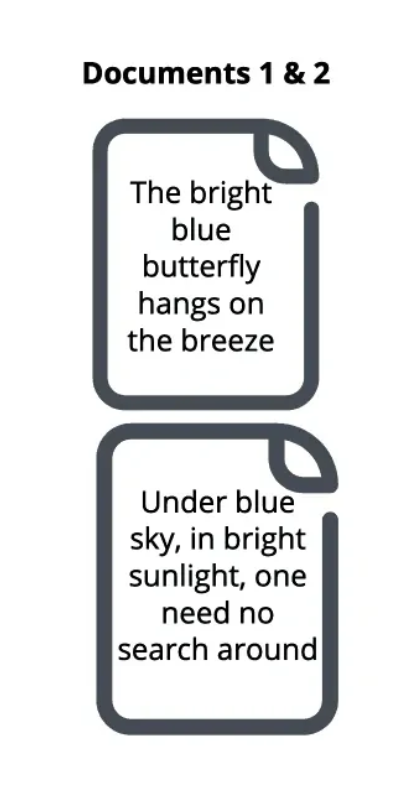 Documents 1 & 2
The bright
blue
butterfly
hangs on
the breeze
Under blue
sky, in bright
sunlight, one
need no
search around